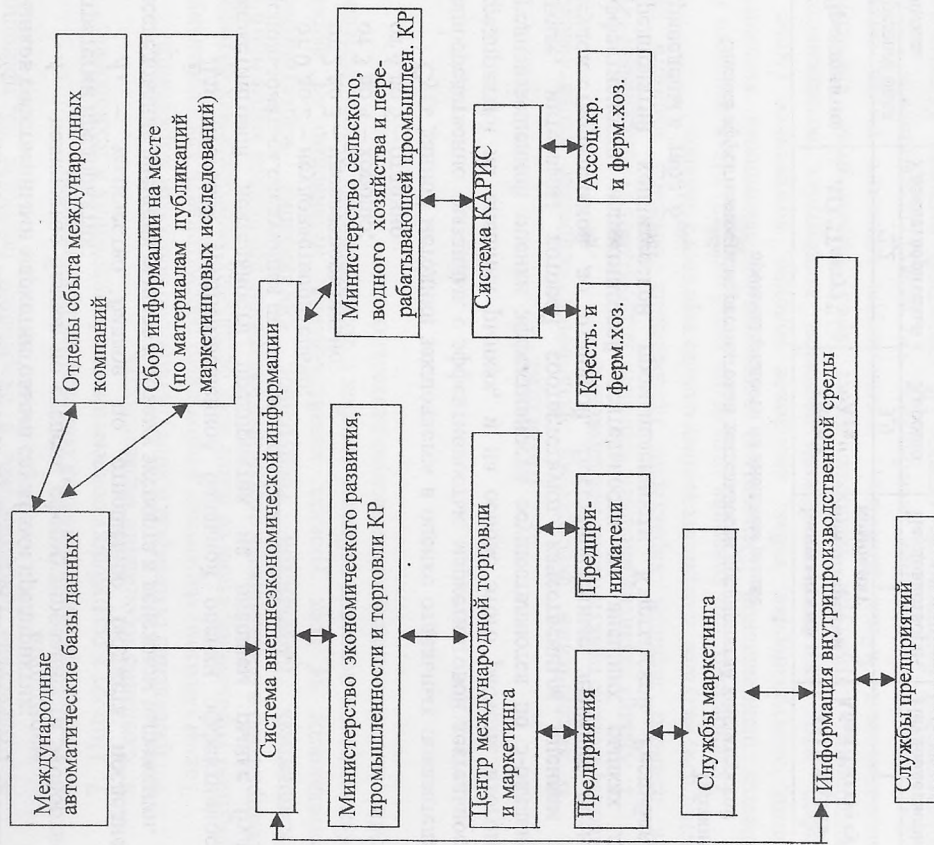 Международные
автоматические базы данных
Отделы сбыта международных
компаний
Сбор информации на месте
(по материалам публикаций
маркетинговых исследований)
Система внешнеэкономической информации
Министерство экономического развития,
промышленности и торговли КР
Министерство сельского,
водного хозяйства и пере-
рабатывающей промышлен. КР
Центр международной торговли
и маркетинга
Система КАРИС
Предприятия
Предпри-
ниматели
Кресть. и
ферм.хоз.
Ассоц.кр.
и ферм.хоз.
Службы маркетинга
Информация внутрипроизводственной среды
Службы предприятий